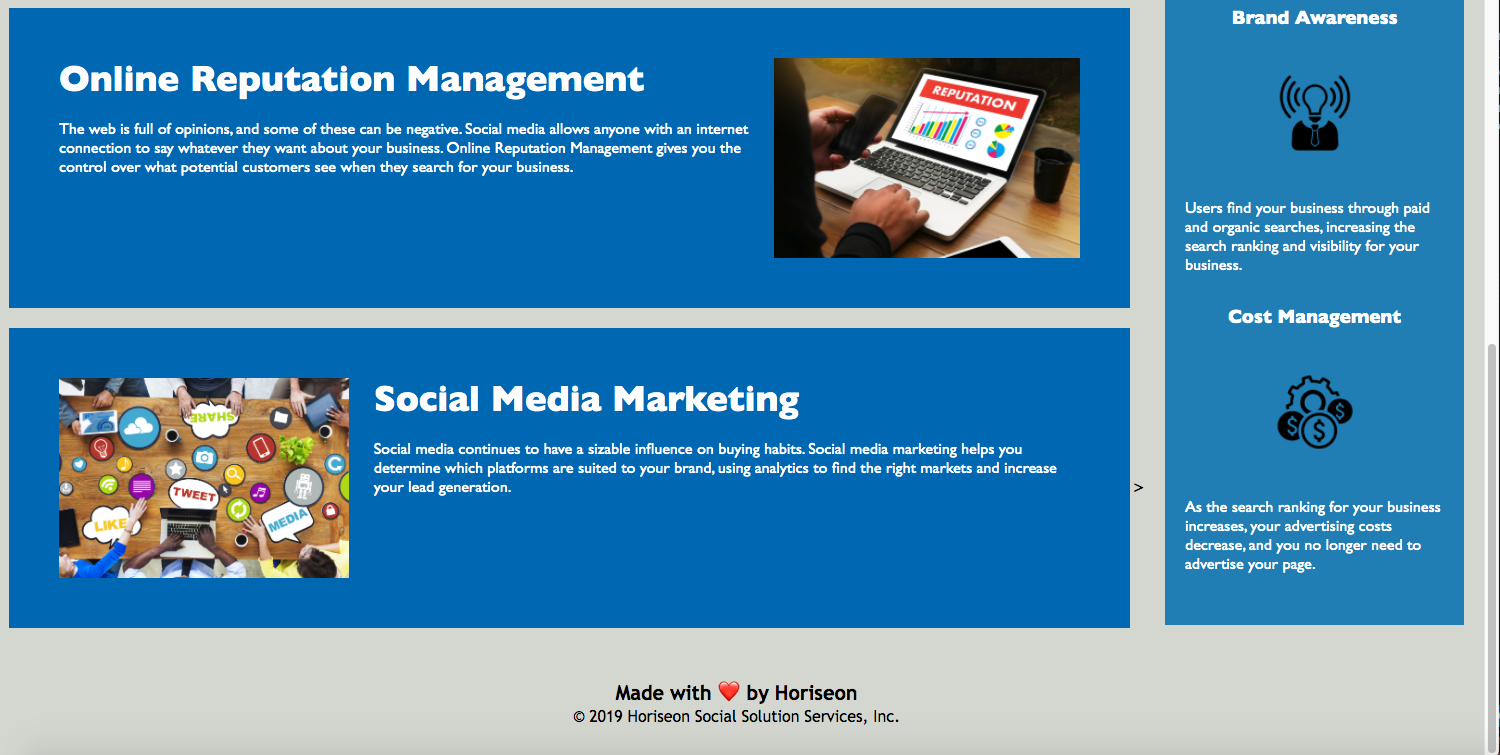 Online Reputation Management
The web is full of opinions, and some of these can be negative. Social media allows anyone with an internet
connection to say whatever they want about your business. Online Reputation Management gives you the
control over what potential customers see when they search for your business.
REPUTATION
Social Media Marketing
Social media continues to have a sizable influence on buying habits. Social media marketing helps you
determine which platforms are suited to your brand, using analytics to find the right markets and increase
your lead generation.
SHARE
TWEET
LIKE
MEDIA
>
Brand Awareness
Users find your business through paid
and organic searches, increasing the
search ranking and visibility for your
business.
Cost Management
$
$
$
As the search ranking for your business
increases, your advertising costs
decrease, and you no longer need to
advertise your page.
Made with ❤️ by Horiseon
© 2019 Horiseon Social Solution Services, Inc.